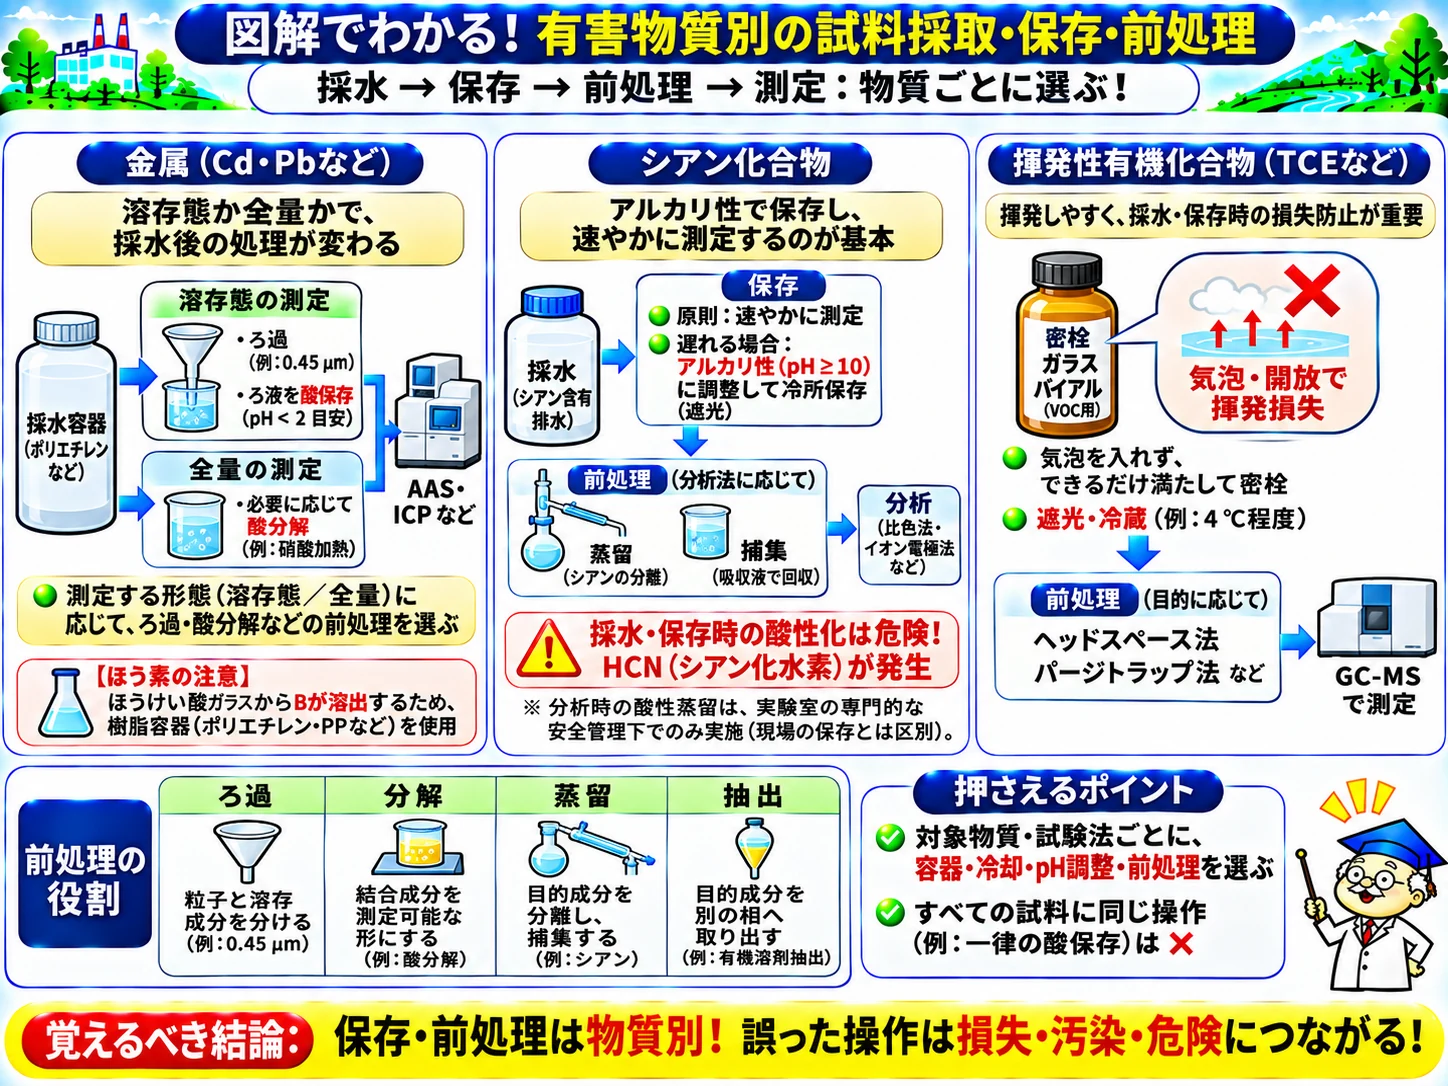 図解でわかる！有害物質別の試料採取・保存・前処理
採水 → 保存 → 前処理 → 測定：物質ごとに選ぶ！
金属（Cd・Pbなど）
溶存態か全量かで、
採水後の処理が変わる
採水容器
（ポリエチレン
など）
溶存態の測定
・ろ過
（例：0.45 μm）
・ろ液を酸保存
（pH < 2 目安）
全量の測定
・必要に応じて
酸分解
（例：硝酸加熱）
AAS・
ICP など
測定する形態（溶存態／全量）に
応じて、ろ過・酸分解などの前処理を選ぶ
【ほう素の注意】
ほうけい酸ガラスからBが溶出するため、
樹脂容器（ポリエチレン・PPなど）を使用
シアン化合物
アルカリ性で保存し、
速やかに測定するのが基本
採水
（シアン含有
排水）
保存
原則：速やかに測定
遅れる場合：
アルカリ性（pH ≥ 10）
に調整して冷所保存
（遮光）
前処理（分析法に応じて）
蒸留
（シアンの分離）
捕集
（吸収液で回収）
分析
（比色法・
イオン電極法
など）
採水・保存時の酸性化は危険！
HCN（シアン化水素）が発生
※ 分析時の酸性蒸留は、実験室の専門的な
安全管理下でのみ実施（現場の保存とは区別）。
揮発性有機化合物（TCEなど）
揮発しやすく、採水・保存時の損失防止が重要
密栓
ガラス
バイアル
（VOC用）
気泡・開放で
揮発損失
気泡を入れず、
できるだけ満たして密栓
遮光・冷蔵（例：4 ℃程度）
前処理（目的に応じて）
ヘッドスペース法
パージトラップ法 など
GC-MS
で測定
前処理の
役割
ろ過
粒子と溶存
成分を分ける
（例：0.45 μm）
分解
結合成分を
測定可能な
形にする
（例：酸分解）
蒸留
目的成分を
分離し、
捕集する
（例：シアン）
抽出
目的成分を
別の相へ
取り出す
（例：有機溶剤抽出）
押さえるポイント
対象物質・試験法ごとに、
容器・冷却・pH調整・前処理を選ぶ
すべての試料に同じ操作
（例：一律の酸保存）は ×
覚えるべき結論：保存・前処理は物質別！ 誤った操作は損失・汚染・危険につながる！